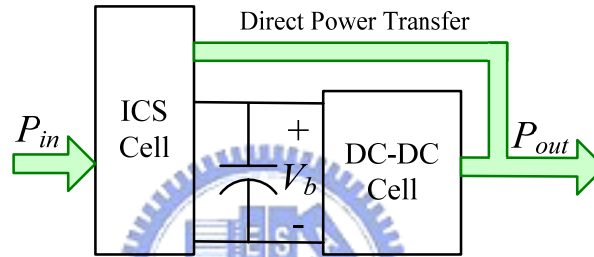 Direct Power Transfer
ICS
Cell
P_in
+
V_b
-
DC-DC
Cell
P_out
E S